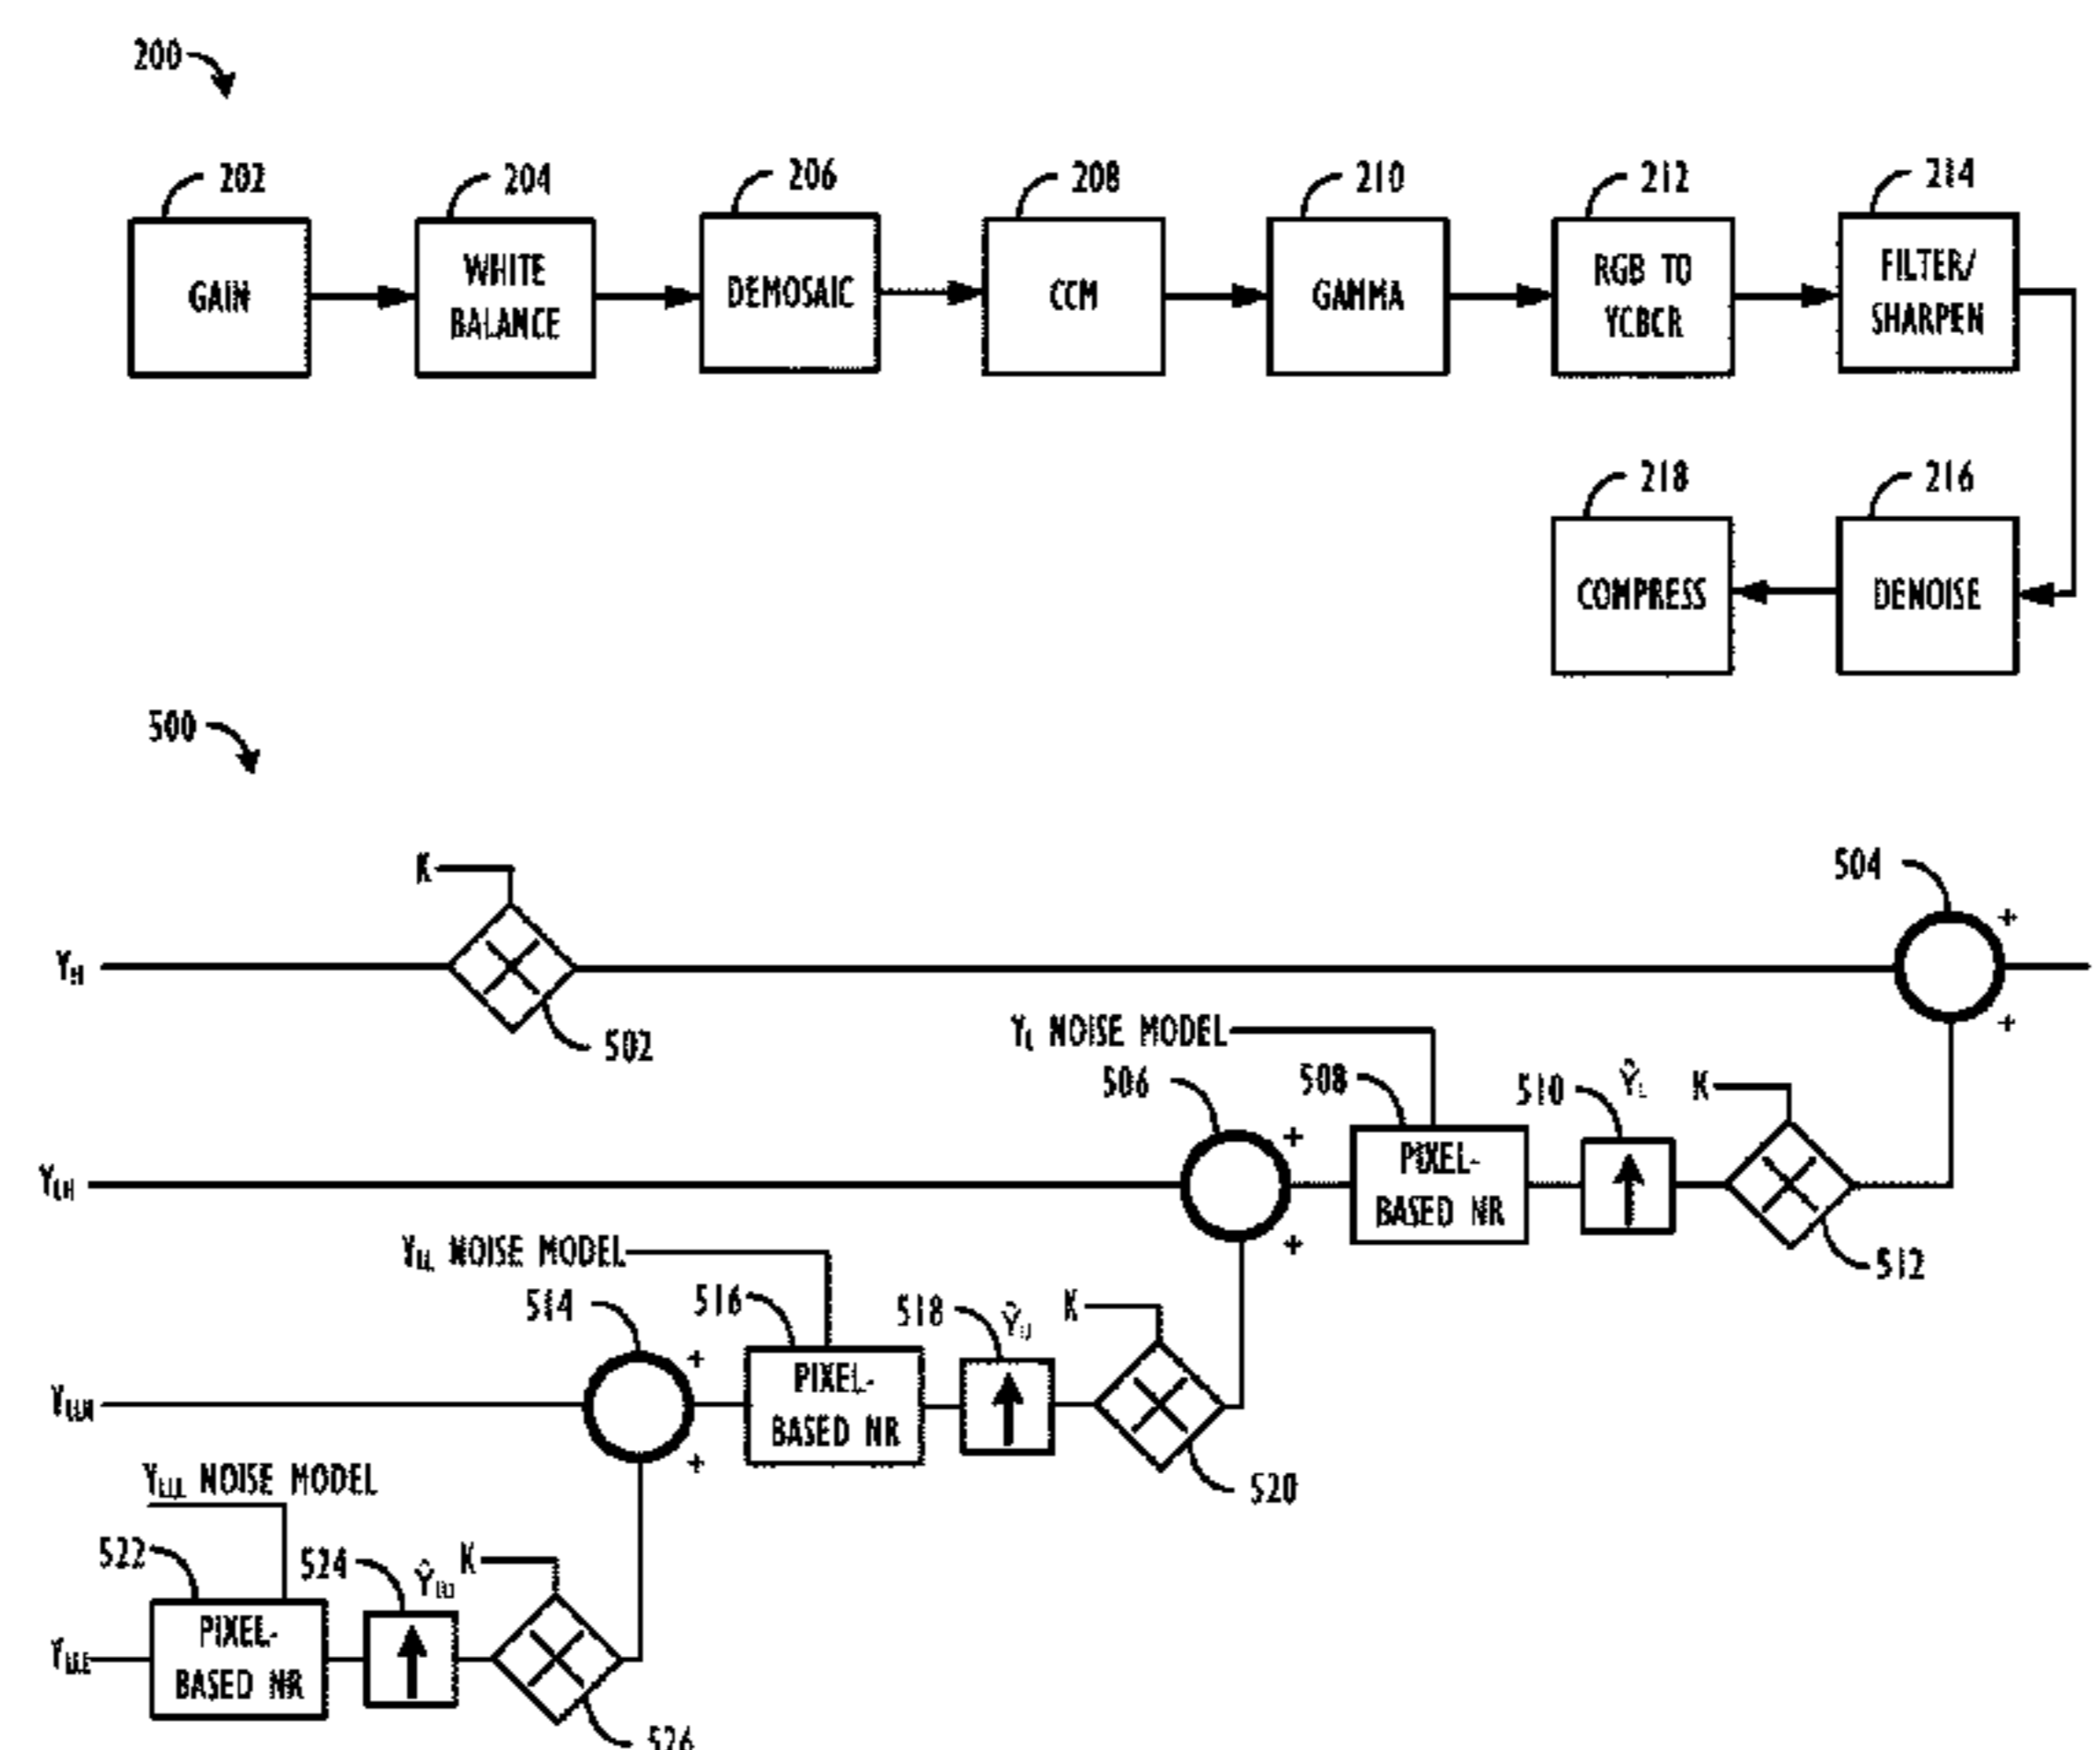 200
202
204
206
208
210
212
214
GAIN
WHITE
BALANCE
DEMOSAIC
CCM
GAMMA
RGB TO
YCBCR
FILTER/
SHARPEN
218
216
COMPRESS
DENOISE
500
K
504
+
YH
502
+
YL NOISE MODEL
506
508
510
ŶL
K
+
PIXEL-
BASED NR
YLH
+
512
YLL NOISE MODEL
514
516
518
ŶLL
K
+
PIXEL-
BASED NR
YLLH
+
520
YLLL NOISE MODEL
522
524
ŶLLL
K
PIXEL-
BASED NR
YLLL
526